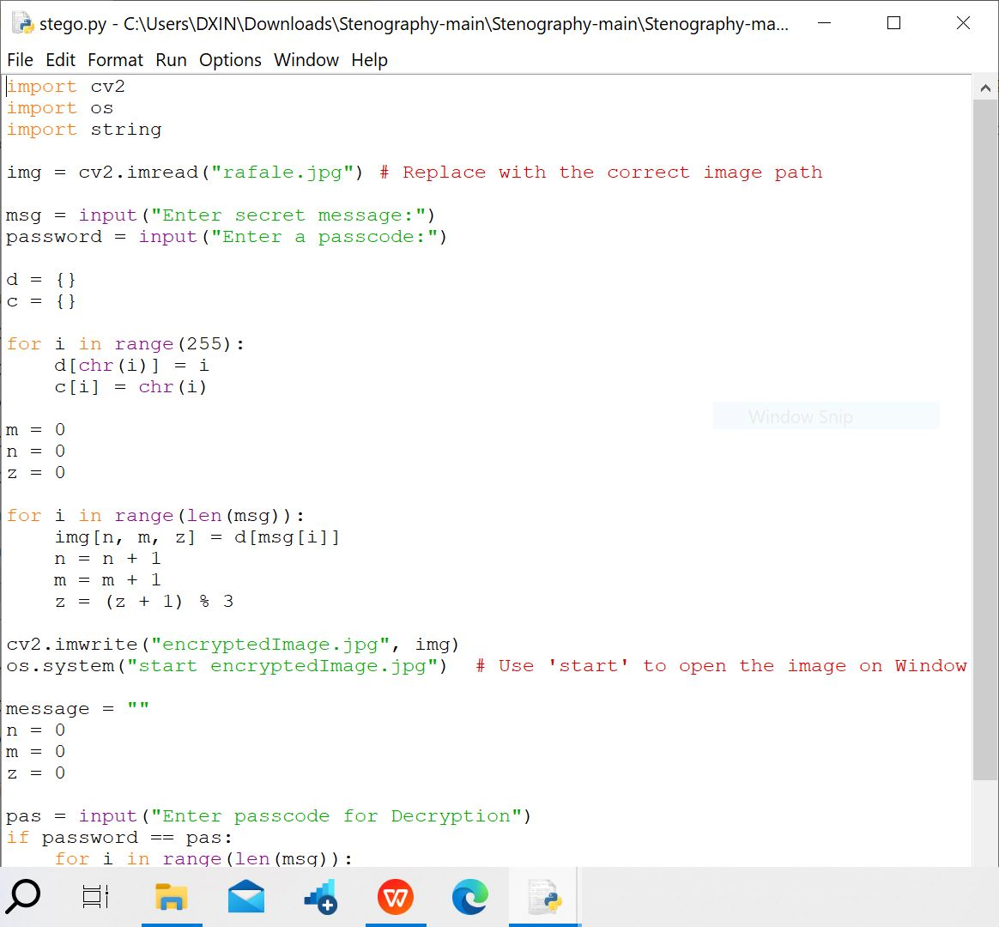 stego.py - C:\Users\DXIN\Downloads\Stenography-main\Stenography-main\Stenography-ma...
File Edit Format Run Options Window Help
import cv2
import os
import string
img = cv2.imread("rafale.jpg") # Replace with the correct image path
msg = input("Enter secret message:")
password = input("Enter a passcode:")
d = {}
c = {}
for i in range(255):
    d[chr(i)] = i
    c[i] = chr(i)
Window Snip
m = 0
n = 0
z = 0
for i in range(len(msg)):
    img[n, m, z] = d[msg[i]]
    n = n + 1
    m = m + 1
    z = (z + 1) % 3
cv2.imwrite("encryptedImage.jpg", img)
os.system("start encryptedImage.jpg")  # Use 'start' to open the image on Window
message = ""
n = 0
m = 0
z = 0
pas = input("Enter passcode for Decryption")
if password == pas:
    for i in range(len(msg)):